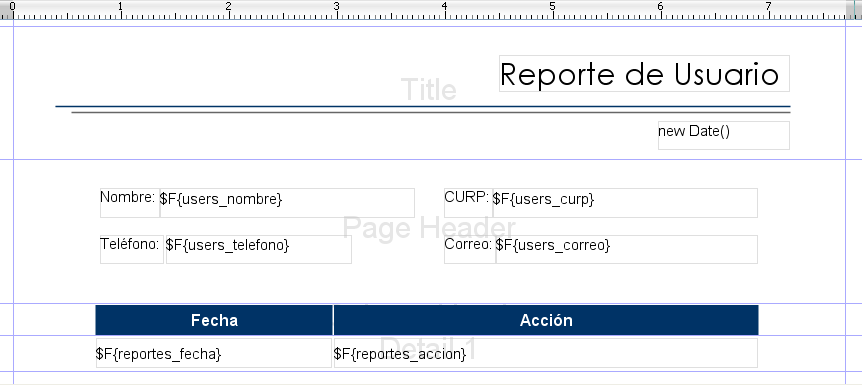 0 1 2 3 4 5 6 7
Title
Reporte de Usuario
new Date()
Nombre: $F{users_nombre} CURP: $F{users_curp}
Page Header
Teléfono: $F{users_telefono} Correo: $F{users_correo}
Fecha Acción
Detail 1
$F{reportes_fecha} $F{reportes_accion}